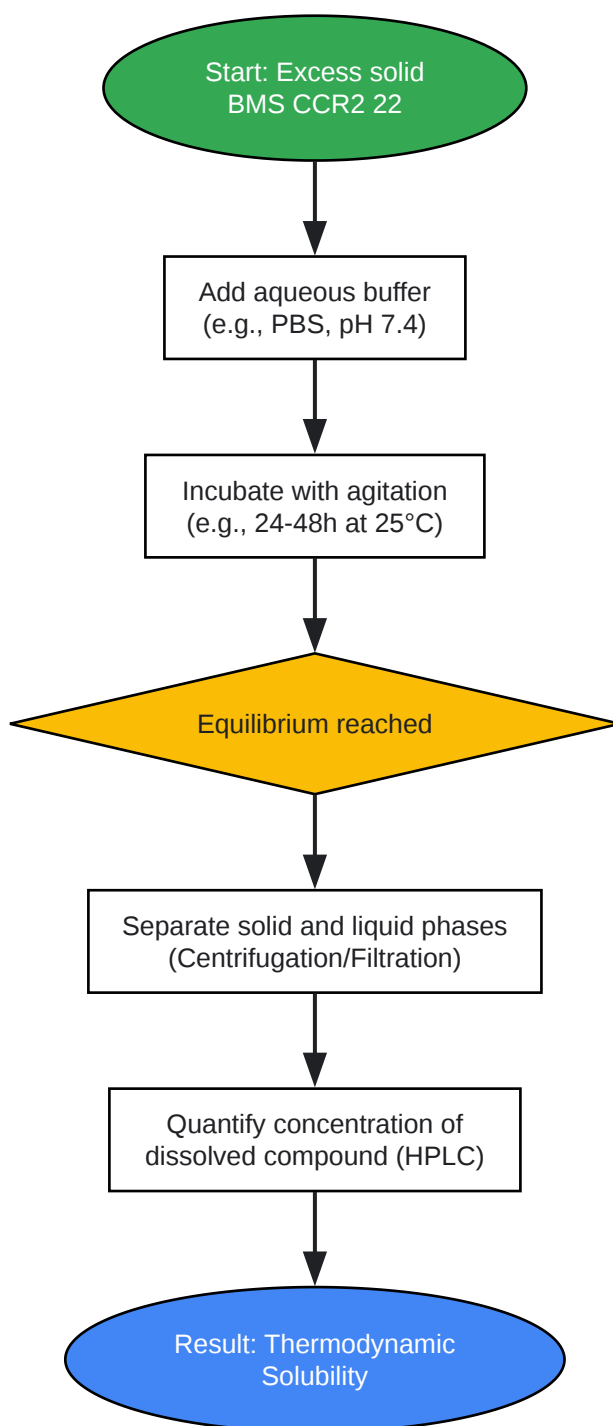 Start: Excess solid
BMS CCR2 22
Add aqueous buffer
(e.g., PBS, pH 7.4)
Incubate with agitation
(e.g., 24-48h at 25°C)
Equilibrium reached
Separate solid and liquid phases
(Centrifugation/Filtration)
Quantify concentration of
dissolved compound (HPLC)
Result: Thermodynamic
Solubility